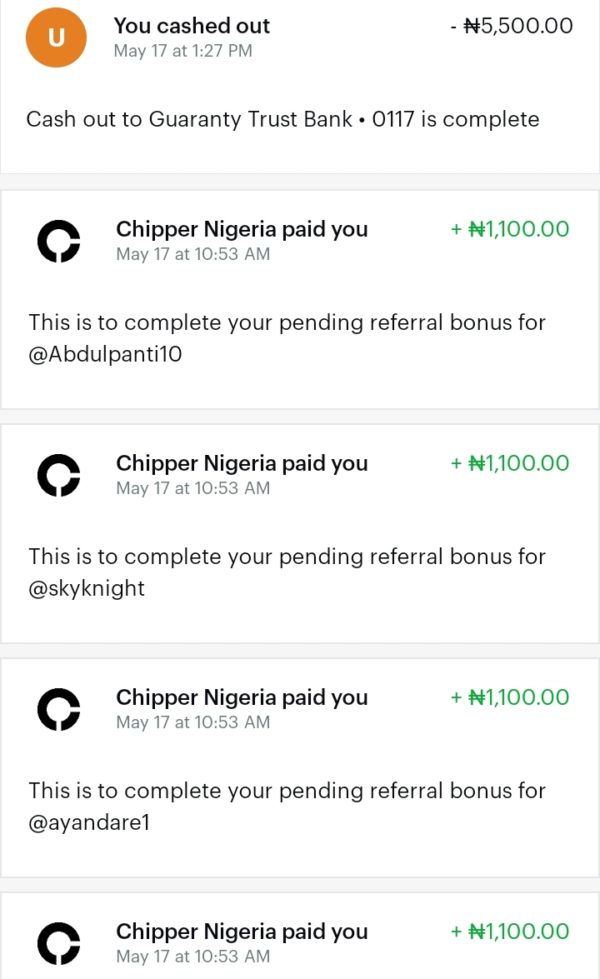 U
You cashed out
- ₦5,500.00
May 17 at 1:27 PM
Cash out to Guaranty Trust Bank • 0117 is complete
Chipper Nigeria paid you
+ ₦1,100.00
May 17 at 10:53 AM
This is to complete your pending referral bonus for
@Abdulpanti10
Chipper Nigeria paid you
+ ₦1,100.00
May 17 at 10:53 AM
This is to complete your pending referral bonus for
@skyknight
Chipper Nigeria paid you
+ ₦1,100.00
May 17 at 10:53 AM
This is to complete your pending referral bonus for
@ayandare1
Chipper Nigeria paid you
+ ₦1,100.00
May 17 at 10:53 AM